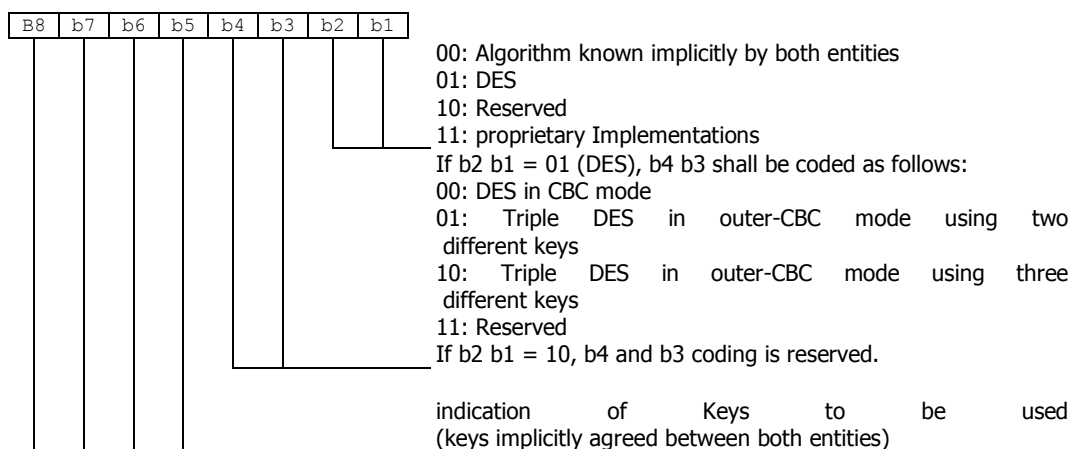 B8 b7 b6 b5 b4 b3 b2 b1
00: Algorithm known implicitly by both entities
01: DES
10: Reserved
11: proprietary Implementations
If b2 b1 = 01 (DES), b4 b3 shall be coded as follows:
00: DES in CBC mode
01: Triple DES in outer-CBC mode using two
different keys
10: Triple DES in outer-CBC mode using three
different keys
11: Reserved
If b2 b1 = 10, b4 and b3 coding is reserved.
indication of Keys to be used
(keys implicitly agreed between both entities)